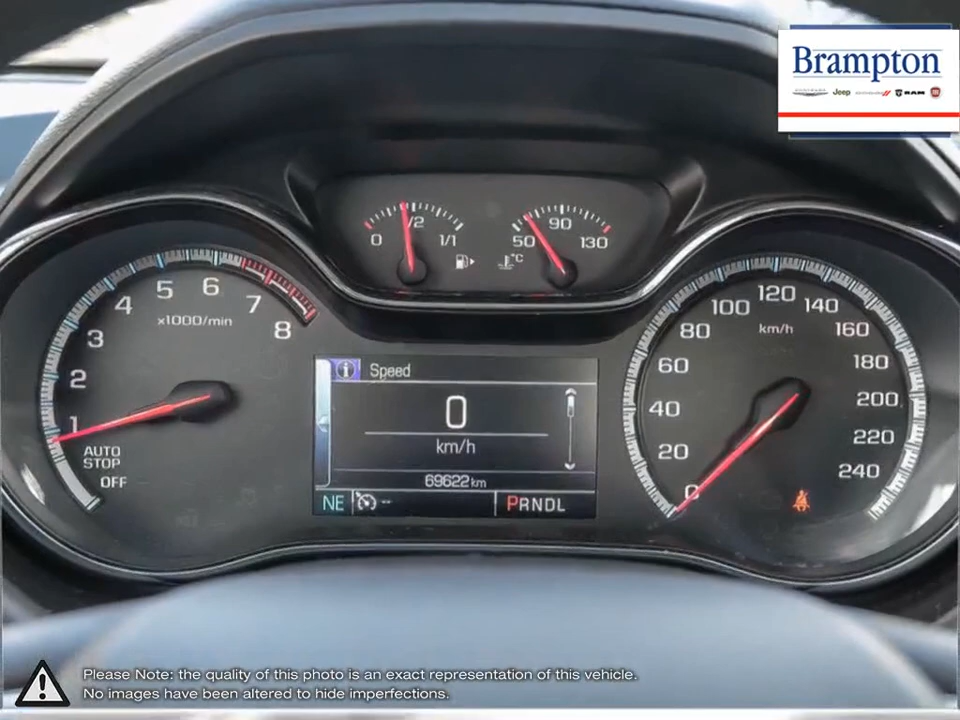 Brampton
Jeep
RAM
0 1/2 1/1
50 90 130
°C
1 2 3 4 5 6 7 8
x1000/min
AUTO
STOP
OFF
i Speed
0
km/h
69622km
NE -- PRNDL
0 20 40 60 80 100 120 140 160 180 200 220 240
km/h
Please Note: the quality of this photo is an exact representation of this vehicle.
No images have been altered to hide imperfections.